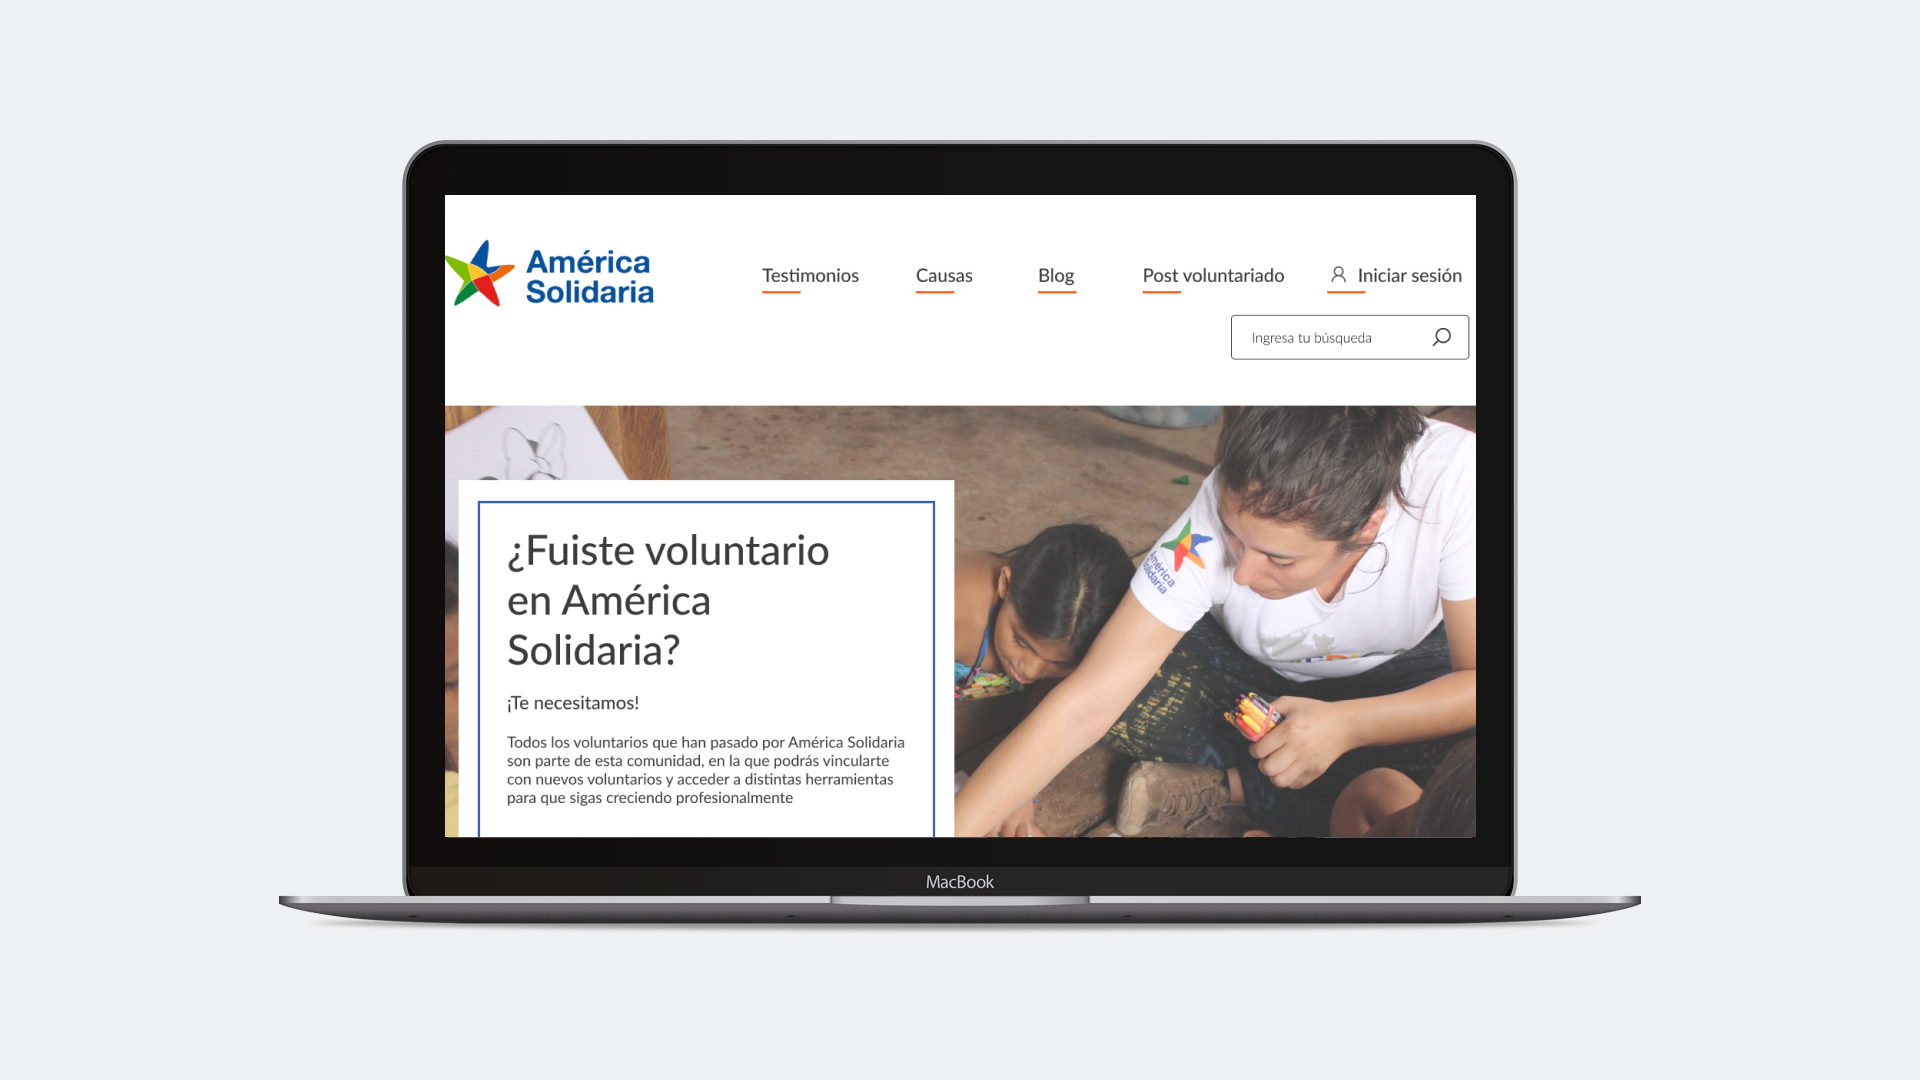 América
Solidaria
Testimonios
Causas
Blog
Post voluntariado
Iniciar sesión
Ingresa tu búsqueda
¿Fuiste voluntario
en América
Solidaria?
¡Te necesitamos!
Todos los voluntarios que han pasado por América Solidaria
son parte de esta comunidad, en la que podrás vincularte
con nuevos voluntarios y acceder a distintas herramientas
para que sigas creciendo profesionalmente
América
Solidaria
MacBook